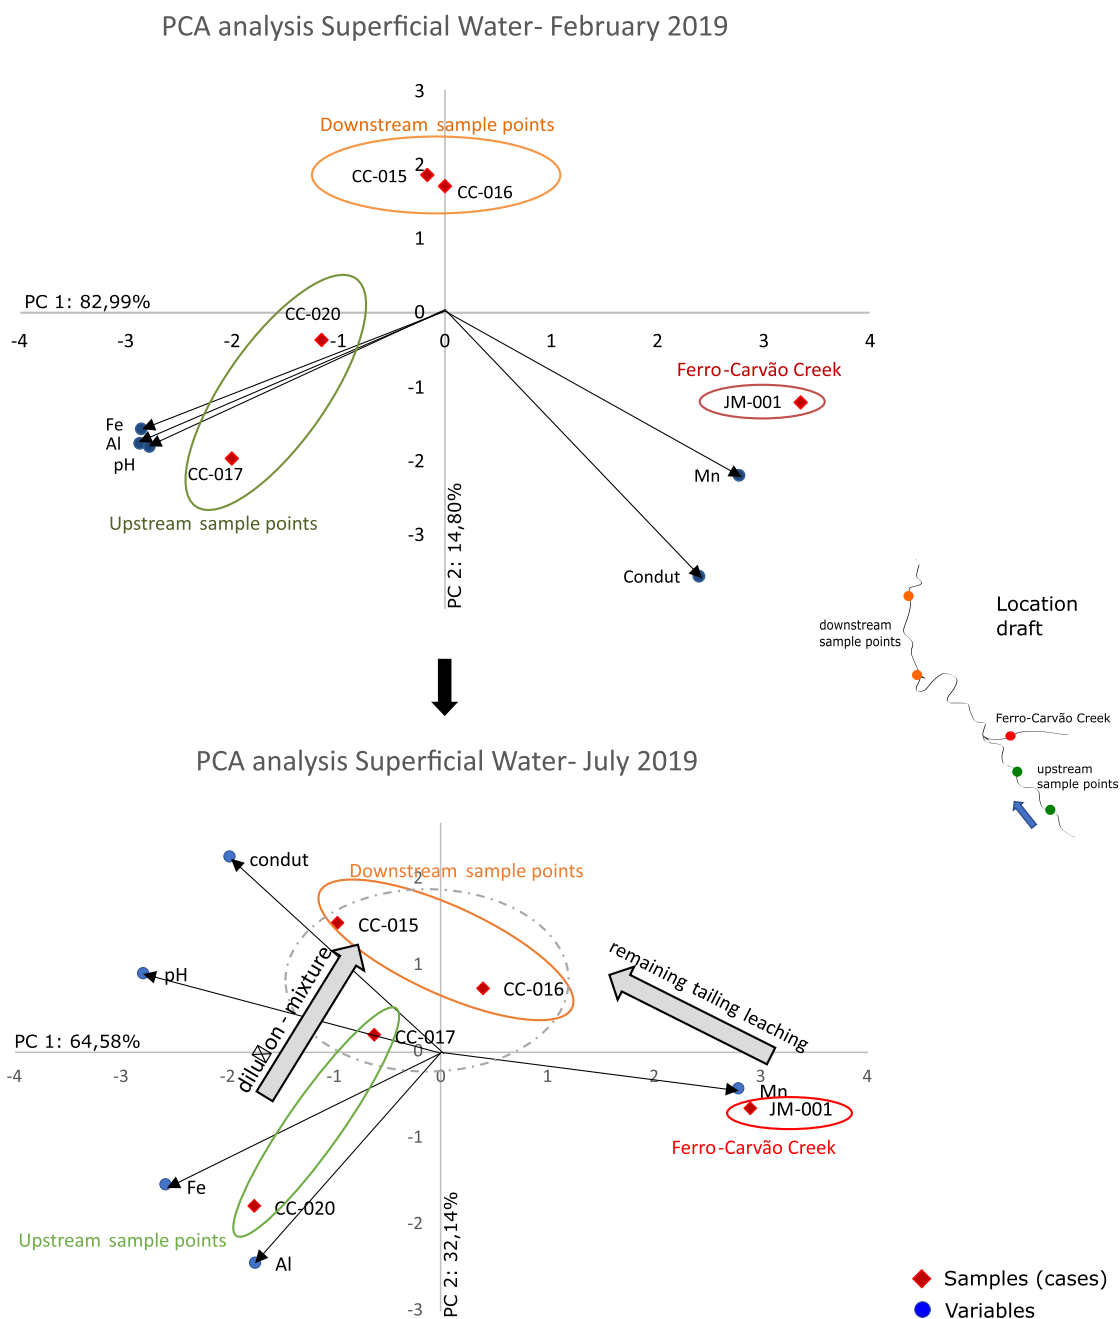 PCA analysis Superficial Water- February 2019
3
Downstream sample points
2
CC-015
CC-016
1
PC 1: 82,99%
CC-020
0
-4 -3 -2 -1 0 1 2 3 4
Ferro-Carvão Creek
-1
JM-001
Fe
Al
pH
-2
CC-017
Mn
PC 2: 14,80%
Upstream sample points
-3
Condut
Location
draft
downstream
sample points
Ferro-Carvão Creek
upstream
sample points
PCA analysis Superficial Water- July 2019
condut
Downstream sample points
2
CC-015
dilu☒on - mixture
remaining tailing leaching
pH
1
CC-016
PC 1: 64,58%
CC-017
0
-4 -3 -2 -1 0 1 2 3 4
Mn
JM-001
-1
Ferro-Carvão Creek
Fe
CC-020
-2
PC 2: 32,14%
Upstream sample points
Al
-3
Samples (cases)
Variables